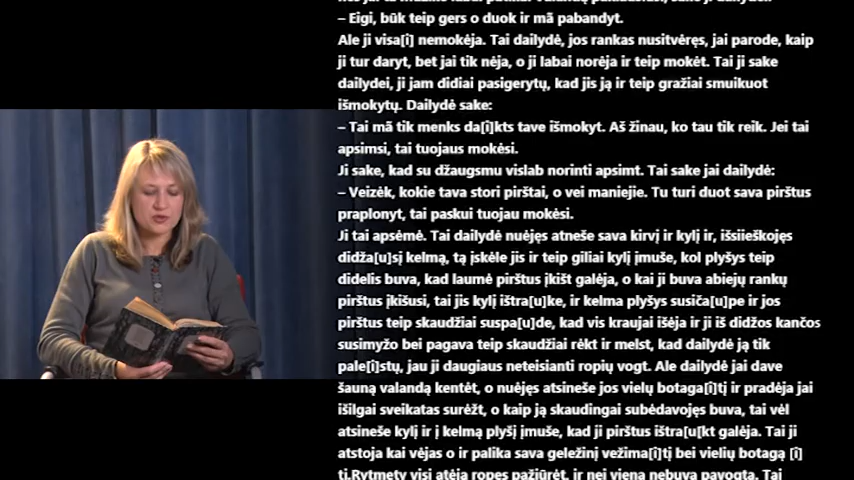 – Eigi, būk teip gers o duok ir mã pabandyt.
Ale ji visa[i] nemokėja. Tai dailydė, jos rankas nusitvėręs, jai parode, kaip
ji tur daryt, bet jai tik nėja, o ji labai norėja ir teip mokėt. Tai ji sake
dailydei, ji jam didiai pasigerytų, kad jis ją ir teip gražiai smuikuot
išmokytų. Dailydė sake:
– Tai mã tik menks da[i]kts tave išmokyt. Aš žinau, ko tau tik reik. Jei tai
apsimsi, tai tuojaus mokėsi.
Ji sake, kad su džaugsmu vislab norinti apsimt. Tai sake jai dailydė:
– Veizėk, kokie tava stori pirštai, o vei maniejie. Tu turi duot sava pirštus
praplonyt, tai paskui tuojau mokėsi.
Ji tai apsėmė. Tai dailydė nuėjęs atneše sava kirvį ir kylį ir, išsiieškojęs
didža[u]sį kelmą, tą įskėle jis ir teip giliai kylį įmuše, kol plyšys teip
didelis buva, kad laumė pirštus įkišt galėja, o kai ji buva abiejų rankų
pirštus įkišusi, tai jis kylį ištra[u]ke, ir kelma plyšys susiča[u]pe ir jos
pirštus teip skaudžiai suspa[u]de, kad vis kraujai išėja ir ji iš didžos kančos
susimyžo bei pagava teip skaudžiai rėkt ir melst, kad dailydė ją tik
pale[i]stų, jau ji daugiaus neteisianti ropių vogt. Ale dailydė jai dave
šauną valandą kentėt, o nuėjęs atsineše jos vielų botaga[i]tį ir pradėja jai
išilgai sveikatas surėžt, o kaip ją skaudingai subėdavojęs buva, tai vėl
atsineše kylį ir į kelmą plyšį įmuše, kad ji pirštus ištra[u]kt galėja. Tai ji
atstoja kai vėjas o ir palika sava geležinį vežima[i]tį bei vielių botagą [i]
tį.Rytmety visi atėja ropes pažiūrėt, ir nei viena nebuva pavogta. Tai